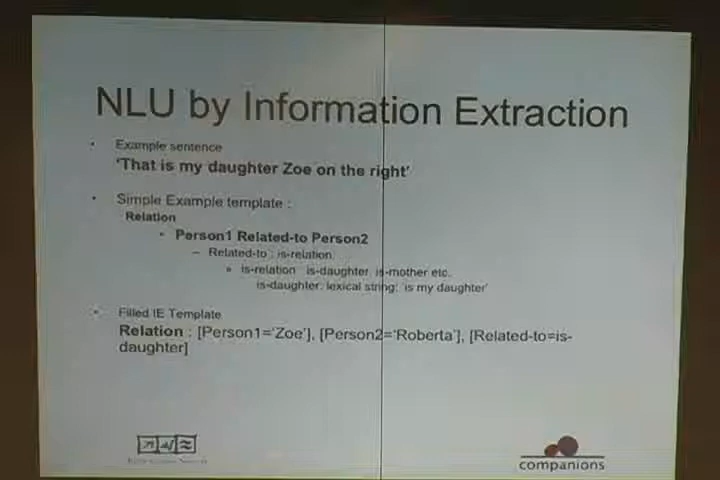 NLU by Information Extraction
• Example sentence
'That is my daughter Zoe on the right'
• Simple Example template :
Relation
• Person1 Related-to Person2
– Related-to : is-relation
» is-relation is-daughter, is-mother etc.
is-daughter: lexical string: 'is my daughter'
• Filled IE Template
Relation : [Person1='Zoe'], [Person2='Roberta'], [Related-to=is-
daughter]
companions